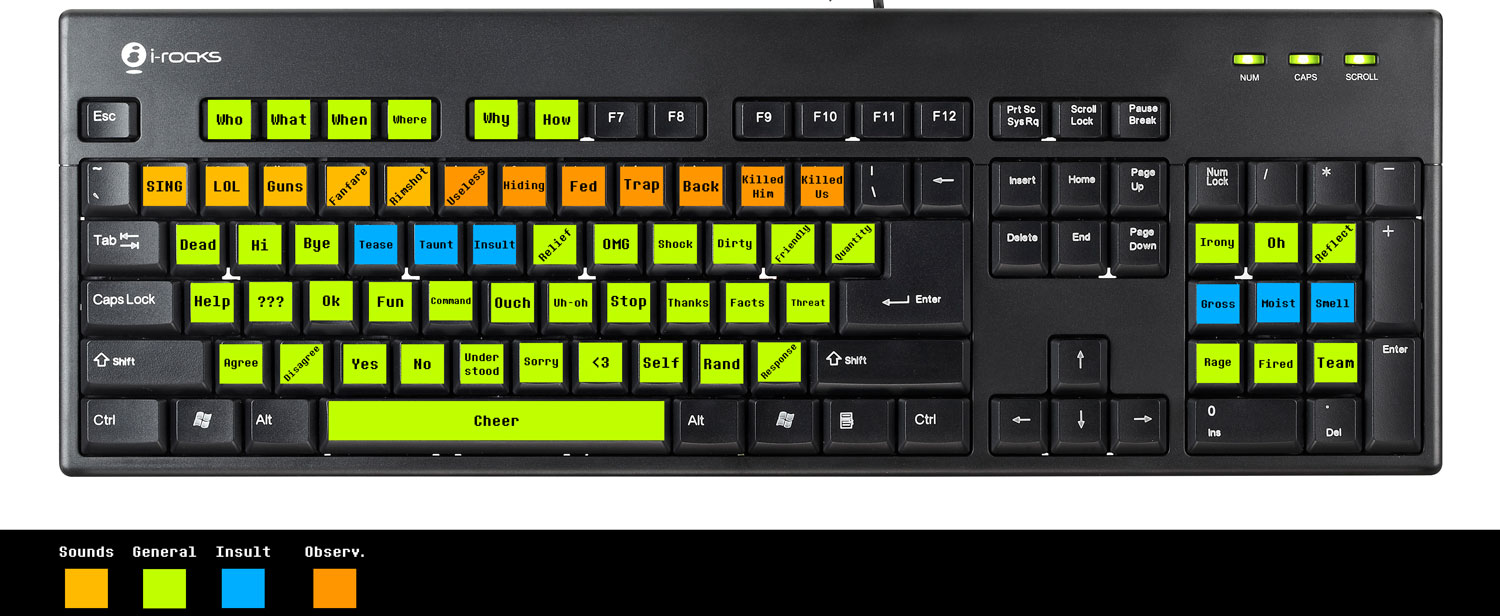 i-rocks
NUM CAPS SCROLL
Esc Who What When Where Why How F7 F8 F9 F10 F11 F12 Prt Sc Scroll Pause
SysRq Lock Break
~ SING LOL Guns Fanfare Rimshot Useless Hiding Fed Trap Back Killed Killed | Insert Home Page Num / * −
` Him Us \ ← Up Lock
Tab Dead Hi Bye Tease Taunt Insult Relief OMG Shock Dirty Friendly Quantity Delete End Page Irony Oh Reflect +
Down
Caps Lock Help ??? Ok Fun Command Ouch Uh-oh Stop Thanks Facts Threat Enter Gross Moist Smell
Shift Agree Disagree Yes No Under Sorry <3 Self Rand Response Shift ↑ Rage Fired Team Enter
stood
Ctrl Alt Cheer Alt Ctrl ← ↓ → 0 .
Ins Del
Sounds General Insult Observ.